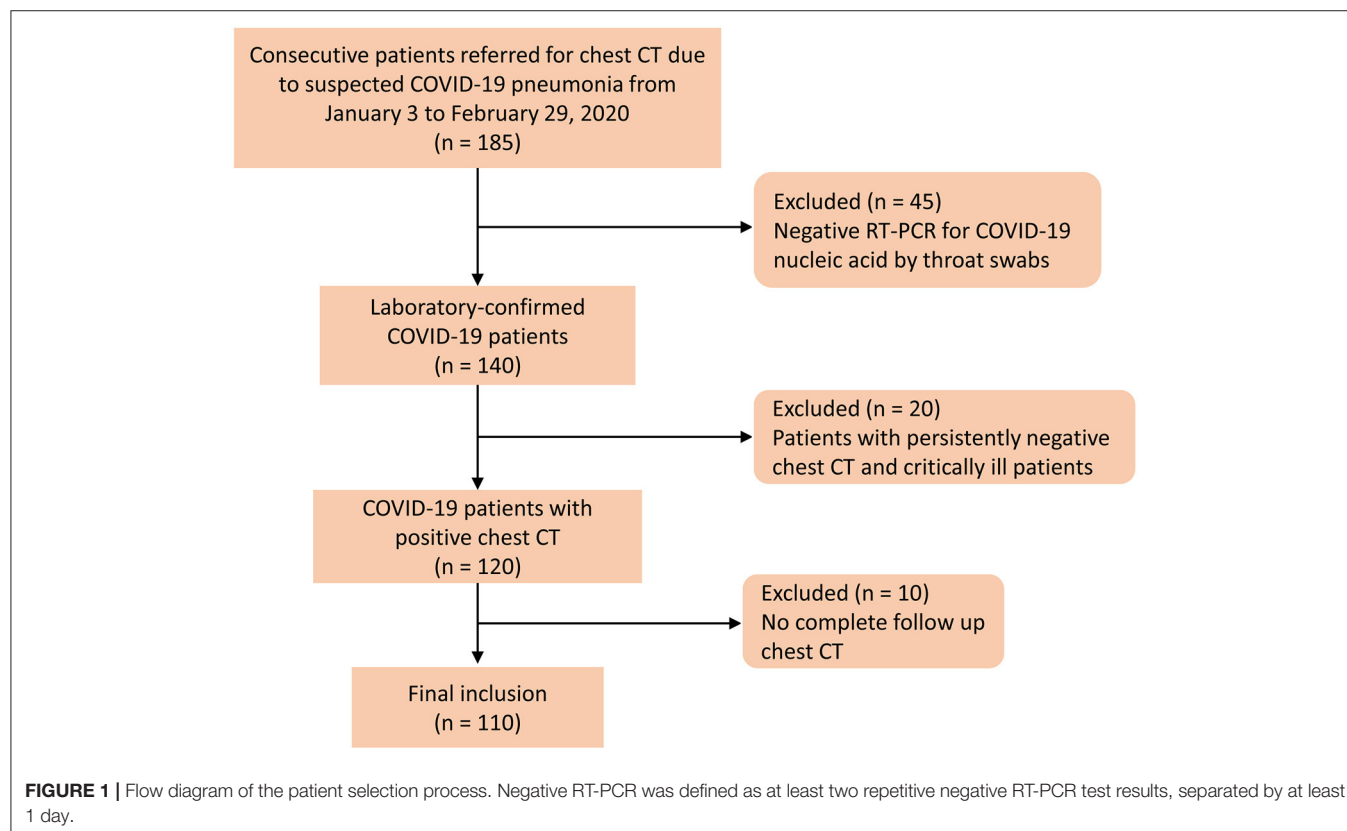 Consecutive patients referred for chest CT due
to suspected COVID-19 pneumonia from
January 3 to February 29, 2020
(n = 185)
Excluded (n = 45)
Negative RT-PCR for COVID-19
nucleic acid by throat swabs
Laboratory-confirmed
COVID-19 patients
(n = 140)
Excluded (n = 20)
Patients with persistently negative
chest CT and critically ill patients
COVID-19 patients with
positive chest CT
(n = 120)
Excluded (n = 10)
No complete follow up
chest CT
Final inclusion
(n = 110)
FIGURE 1 | Flow diagram of the patient selection process. Negative RT-PCR was defined as at least two repetitive negative RT-PCR test results, separated by at least
1 day.